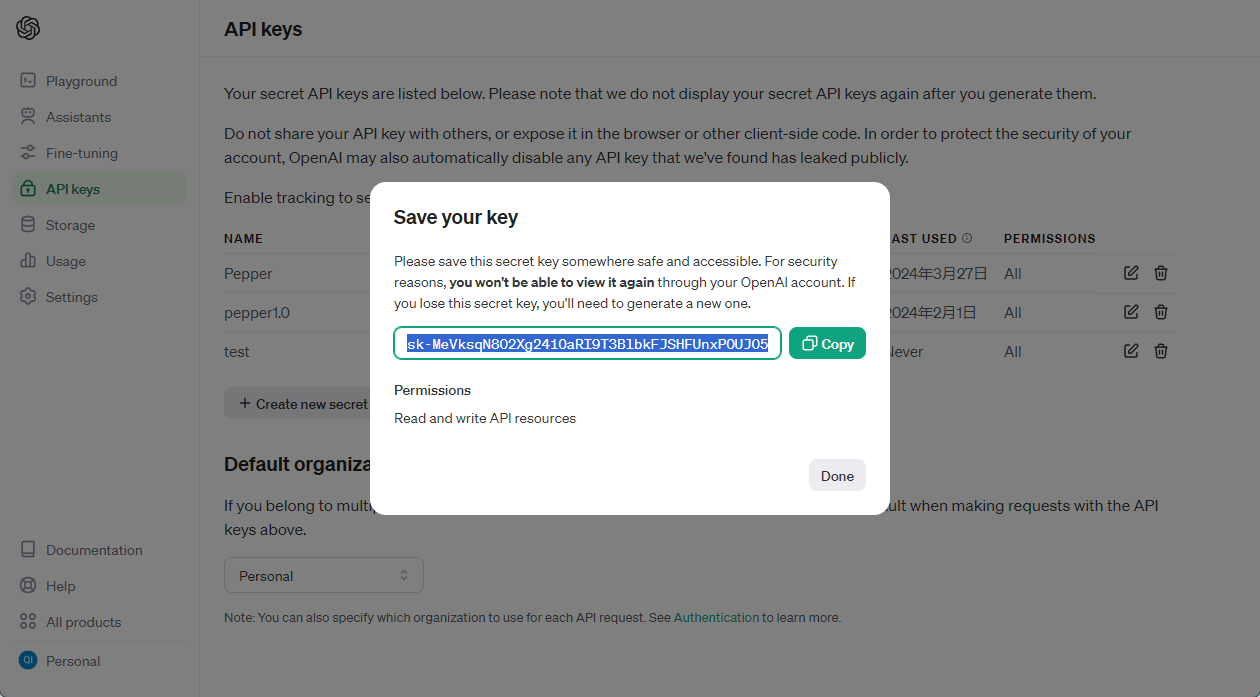 API keys
Playground
Assistants
Fine-tuning
API keys
Storage
Usage
Settings
Documentation
Help
All products
QI
Personal
Your secret API keys are listed below. Please note that we do not display your secret API keys again after you generate them.
Do not share your API key with others, or expose it in the browser or other client-side code. In order to protect the security of your
account, OpenAI may also automatically disable any API key that we've found has leaked publicly.
Enable tracking to se
NAME
AST USED
PERMISSIONS
Pepper
2024年3月27日
All
pepper1.0
2024年2月1日
All
test
Never
All
+ Create new secret
Save your key
Please save this secret key somewhere safe and accessible. For security
reasons, you won't be able to view it again through your OpenAI account. If
you lose this secret key, you'll need to generate a new one.
Copy
Permissions
Read and write API resources
Done
Default organiza
If you belong to mult
ult when making requests with the API
keys above.
Personal
Note: You can also specify which organization to use for each API request. See Authentication to learn more.